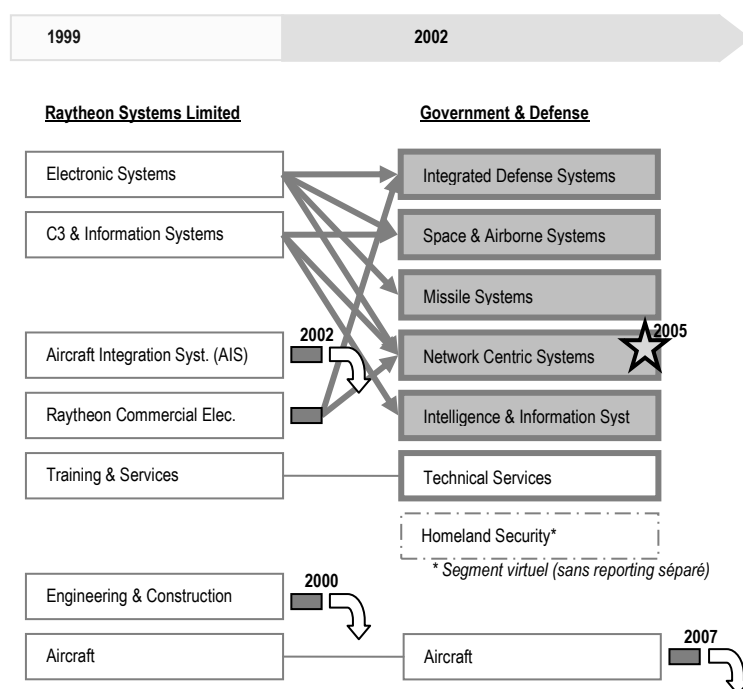 1999
2002
Raytheon Systems Limited
Government & Defense
Electronic Systems
Integrated Defense Systems
C3 & Information Systems
Space & Airborne Systems
Missile Systems
2002
2005
Aircraft Integration Syst. (AIS)
Network Centric Systems
Raytheon Commercial Elec.
Intelligence & Information Syst
Training & Services
Technical Services
Homeland Security*
* Segment virtuel (sans reporting séparé)
2000
Engineering & Construction
2007
Aircraft
Aircraft